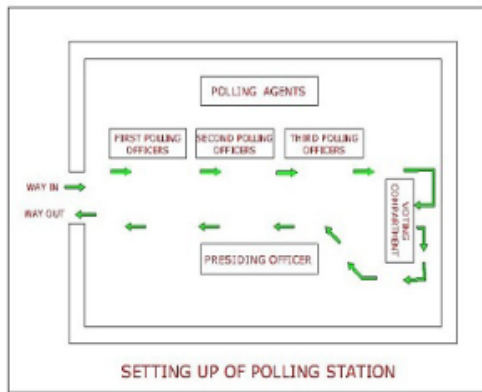 POLLING AGENTS
FIRST POLLING
OFFICERS
SECOND POLLING
OFFICERS
THIRD POLLING
OFFICERS
WAY IN
WAY OUT
VOTING
COMPARTMENT
PRESIDING OFFICER
SETTING UP OF POLLING STATION